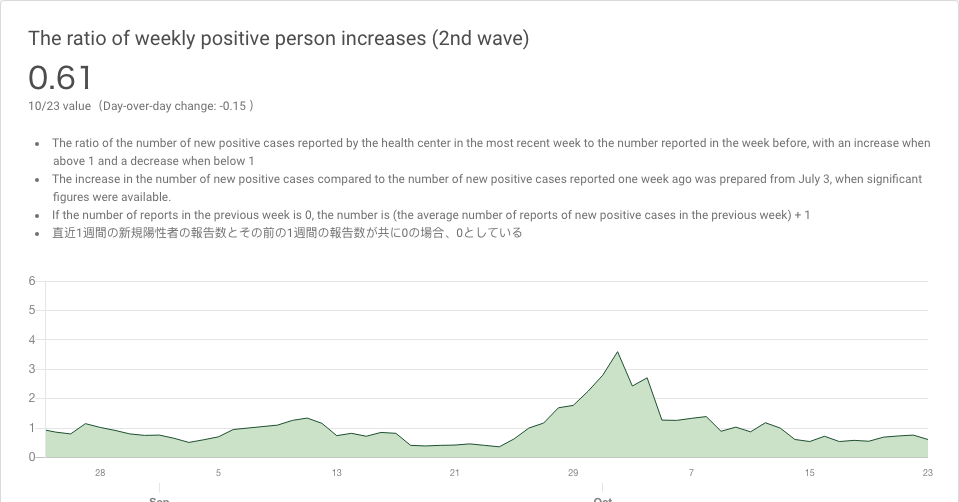 The ratio of weekly positive person increases (2nd wave)
0.61
10/23 value（Day-over-day change: -0.15 ）
The ratio of the number of new positive cases reported by the health center in the most recent week to the number reported in the week before, with an increase when
above 1 and a decrease when below 1
The increase in the number of new positive cases compared to the number of new positive cases reported one week ago was prepared from July 3, when significant
figures were available.
If the number of reports in the previous week is 0, the number is (the average number of reports of new positive cases in the previous week) + 1
直近1週間の新規陽性者の報告数とその前の1週間の報告数が共に0の場合、0としている
6
5
4
3
2
1
0
28 5 13 21 29 7 15 23
Sep Oct